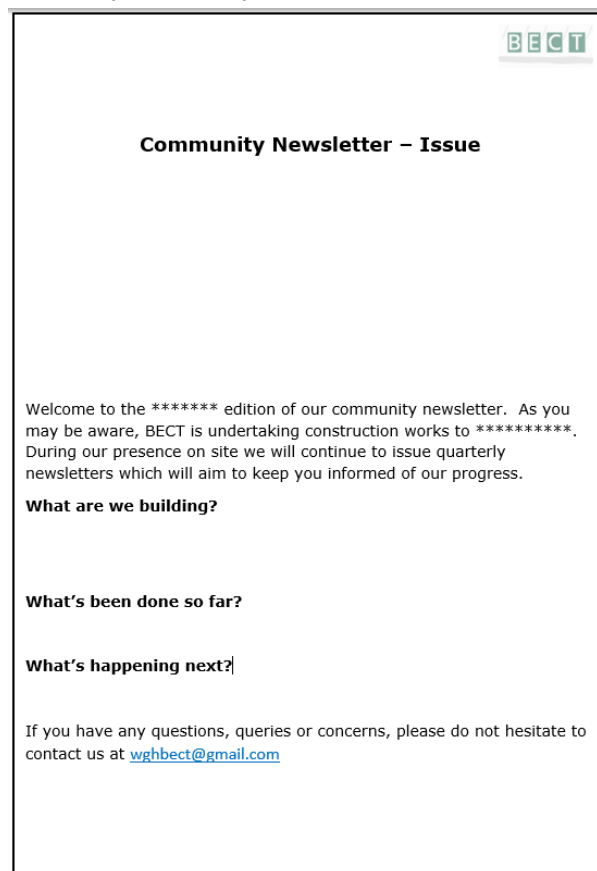 BECT
Community Newsletter – Issue
Welcome to the ******* edition of our community newsletter.  As you
may be aware, BECT is undertaking construction works to **********.
During our presence on site we will continue to issue quarterly
newsletters which will aim to keep you informed of our progress.
What are we building?
What’s been done so far?
What’s happening next?
If you have any questions, queries or concerns, please do not hesitate to
contact us at wghbect@gmail.com